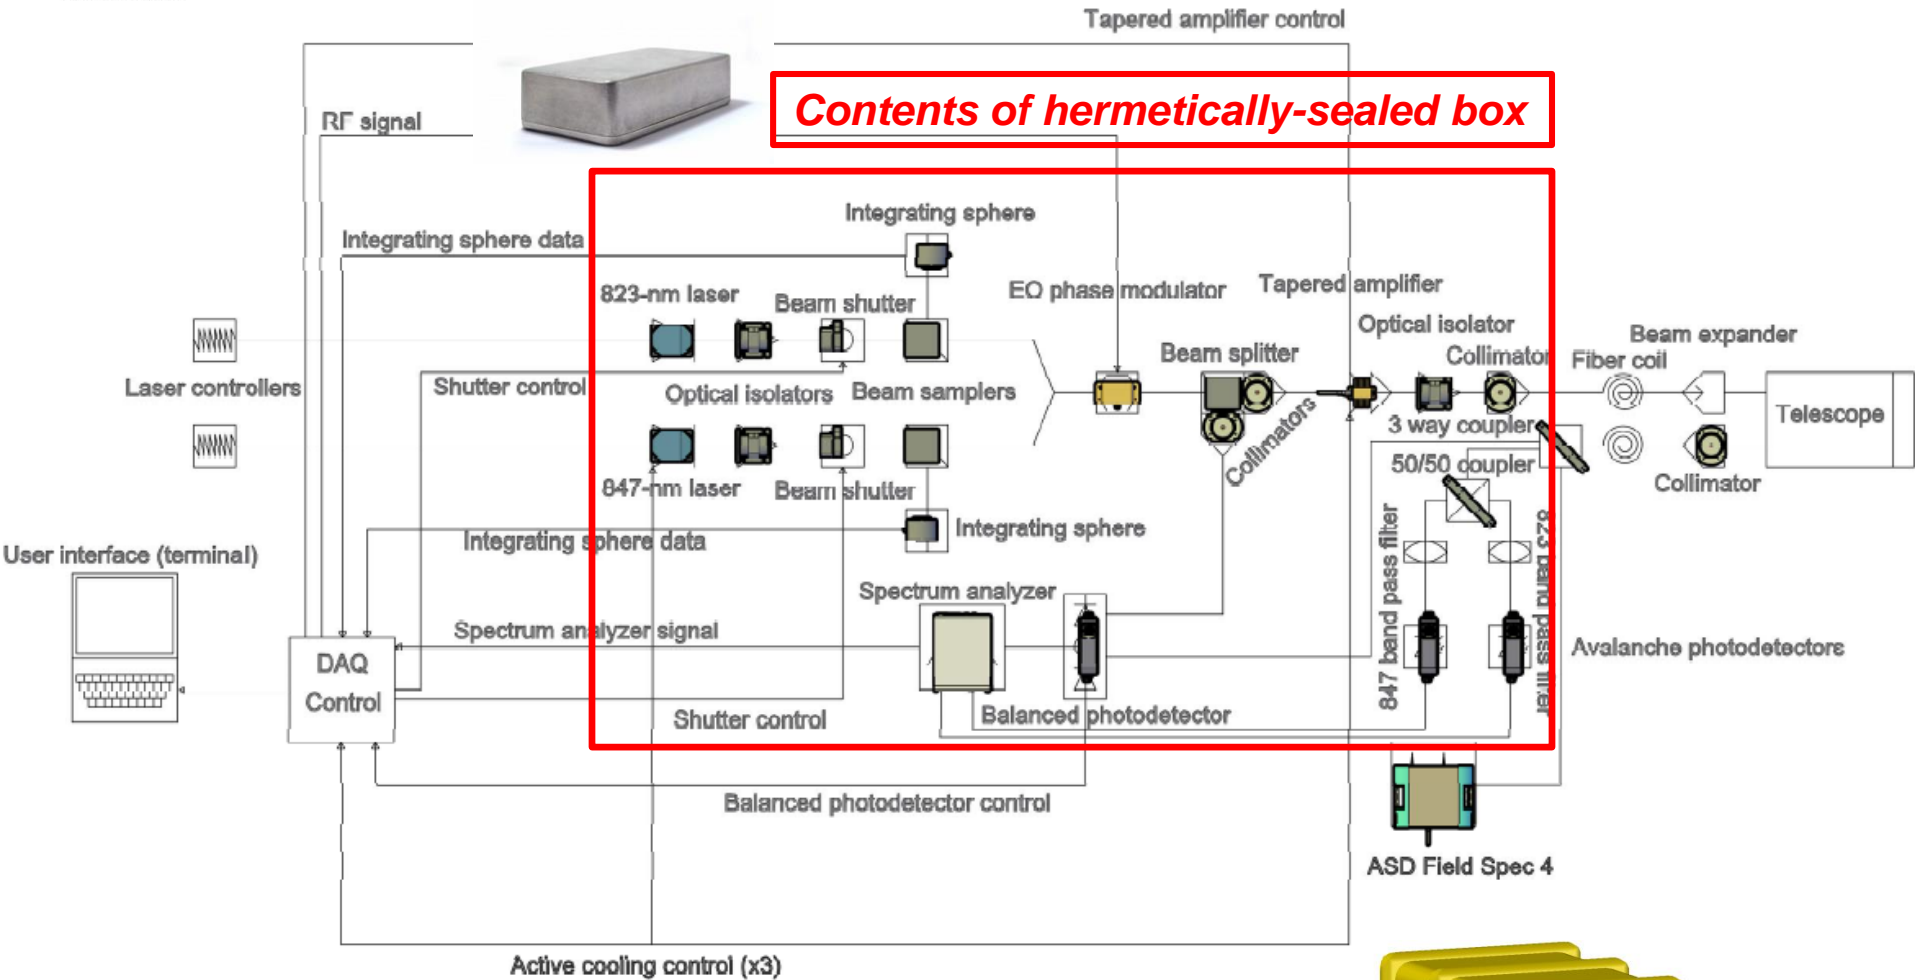 Tapered amplifier control
Contents of hermetically-sealed box
RF signal
Integrating sphere
Integrating sphere data
823-nm laser
Beam shutter
EO phase modulator
Tapered amplifier
Optical isolator
Beam expander
Beam splitter
Collimator
Fiber coil
Laser controllers
Shutter control
Optical isolators
Beam samplers
Telescope
3 way coupler
Collimators
50/50 coupler
847-nm laser
Beam shutter
Collimator
Integrating sphere
Integrating sphere data
User interface (terminal)
847 band pass filter
823 band pass filter
Spectrum analyzer
Spectrum analyzer signal
Avalanche photodetectors
DAQ
Control
Shutter control
Balanced photodetector
Balanced photodetector control
ASD Field Spec 4
Active cooling control (x3)